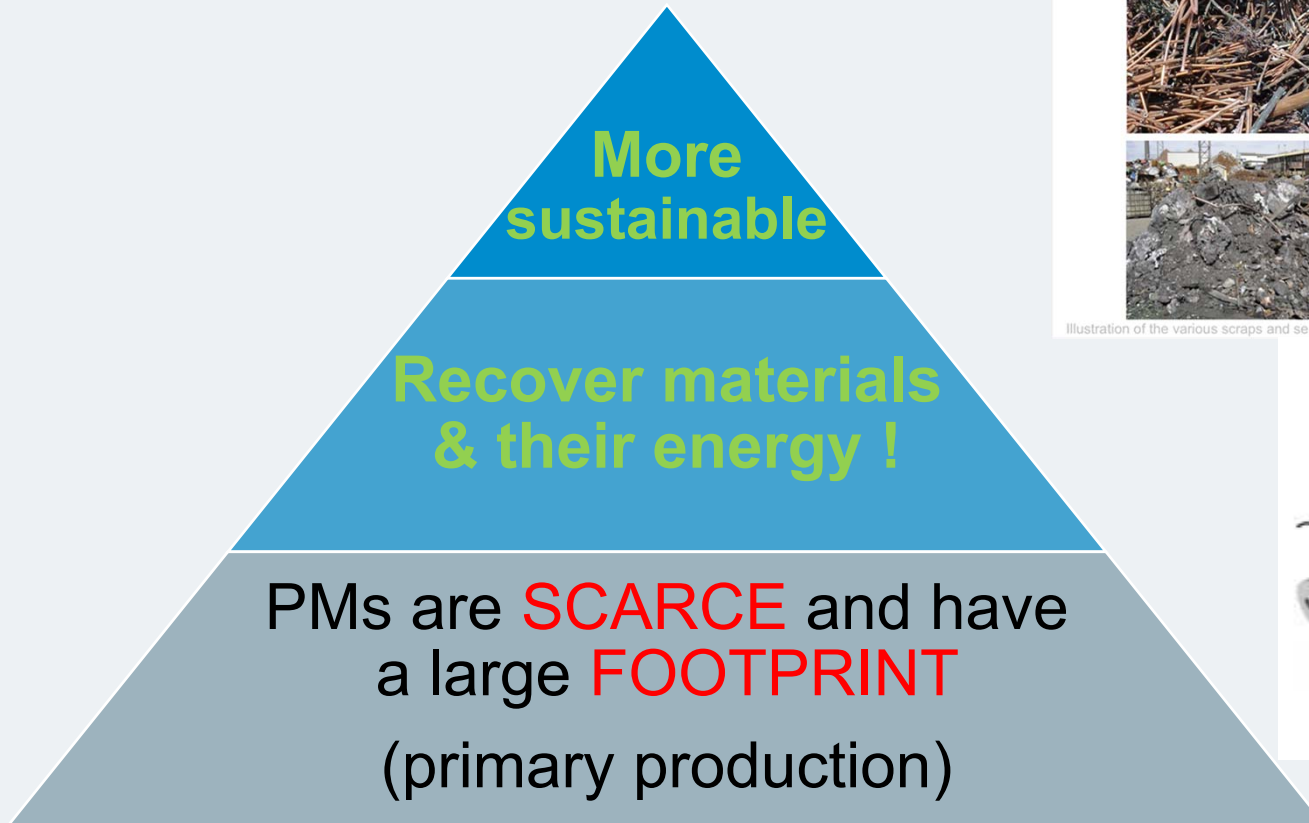 More
sustainable
Recover materials
& their energy !
PMs are SCARCE and have
a large FOOTPRINT
(primary production)
Illustration of the various scraps and se